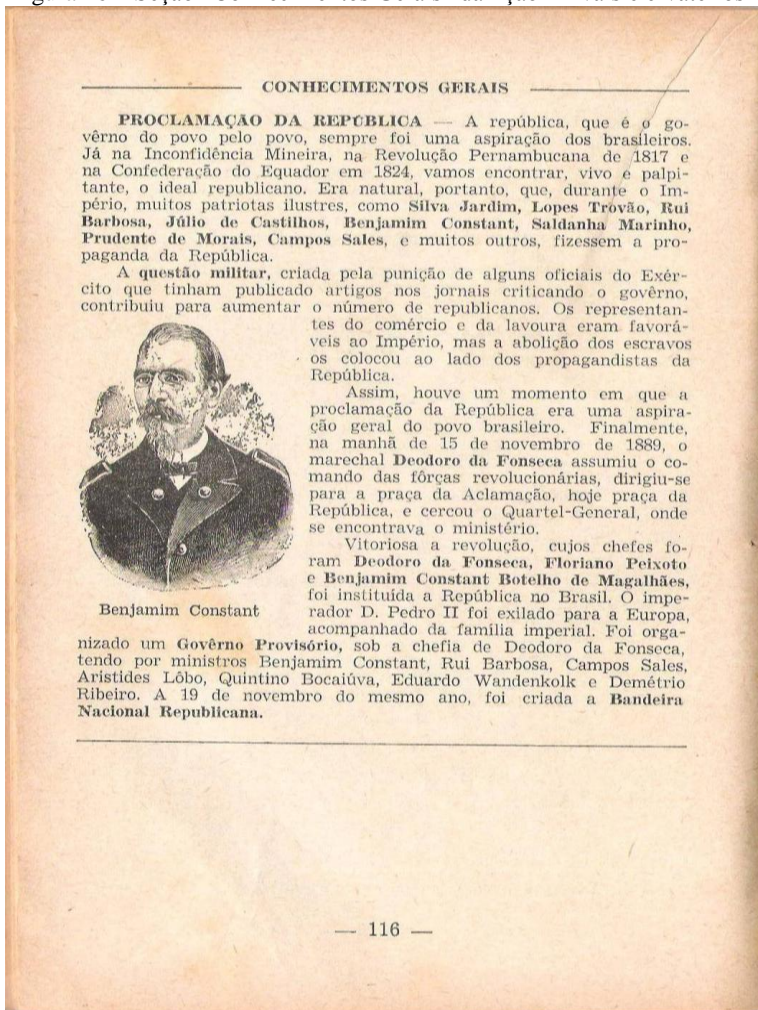 CONHECIMENTOS GERAIS
PROCLAMAÇÃO DA REPÚBLICA — A república, que é o go-
vêrno do povo pelo povo, sempre foi uma aspiração dos brasileiros.
Já na Inconfidência Mineira, na Revolução Pernambucana de 1817 e
na Confederação do Equador em 1824, vamos encontrar, vivo e palpi-
tante, o ideal republicano. Era natural, portanto, que, durante o Im-
pério, muitos patriotas ilustres, como Silva Jardim, Lopes Trovão, Rui
Barbosa, Júlio de Castilhos, Benjamim Constant, Saldanha Marinho,
Prudente de Morais, Campos Sales, e muitos outros, fizessem a pro-
paganda da República.
A questão militar, criada pela punição de alguns oficiais do Exér-
cito que tinham publicado artigos nos jornais criticando o govêrno,
contribuiu para aumentar o número de republicanos. Os representan-
tes do comércio e da lavoura eram favorá-
veis ao Império, mas a abolição dos escravos
os colocou ao lado dos propagandistas da
República.
Assim, houve um momento em que a
proclamação da República era uma aspira-
ção geral do povo brasileiro. Finalmente,
na manhã de 15 de novembro de 1889, o
marechal Deodoro da Fonseca assumiu o co-
mando das fôrças revolucionárias, dirigiu-se
para a praça da Aclamação, hoje praça da
República, e cercou o Quartel-General, onde
se encontrava o ministério.
Vitoriosa a revolução, cujos chefes fo-
ram Deodoro da Fonseca, Floriano Peixoto
e Benjamim Constant Botelho de Magalhães,
foi instituída a República no Brasil. O impe-
rador D. Pedro II foi exilado para a Europa,
acompanhado da família imperial. Foi orga-
nizado um Govêrno Provisório, sob a chefia de Deodoro da Fonseca,
tendo por ministros Benjamim Constant, Rui Barbosa, Campos Sales,
Aristides Lôbo, Quintino Bocaiúva, Eduardo Wandenkolk e Demétrio
Ribeiro. A 19 de novembro do mesmo ano, foi criada a Bandeira
Nacional Republicana.
Benjamim Constant
— 116 —